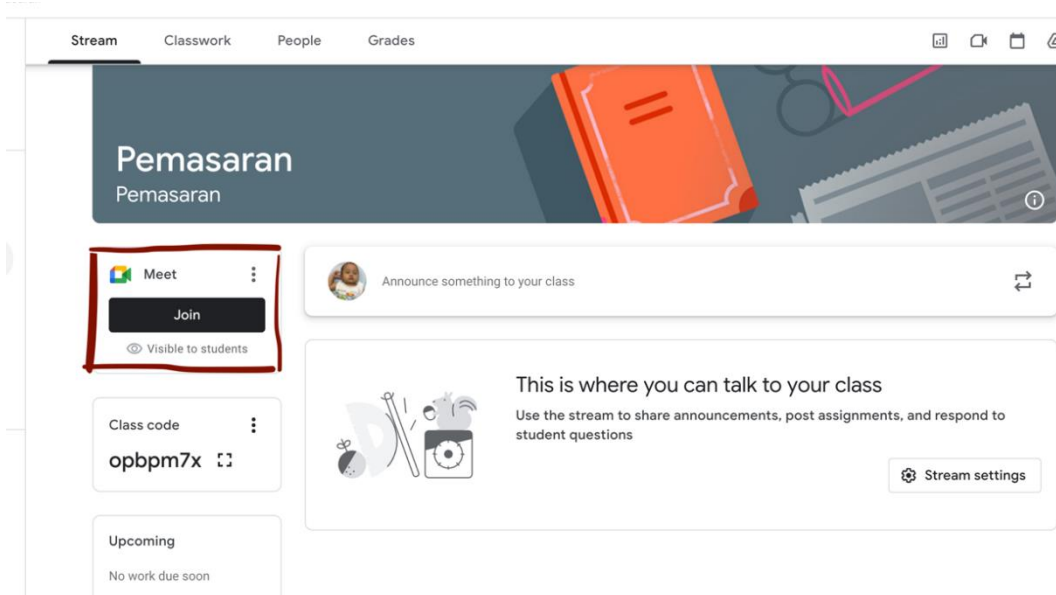 Stream Classwork People Grades
Pemasaran
Pemasaran
Meet
Join
Visible to students
Announce something to your class
This is where you can talk to your class
Use the stream to share announcements, post assignments, and respond to
student questions
Stream settings
Class code
opbpm7x
Upcoming
No work due soon